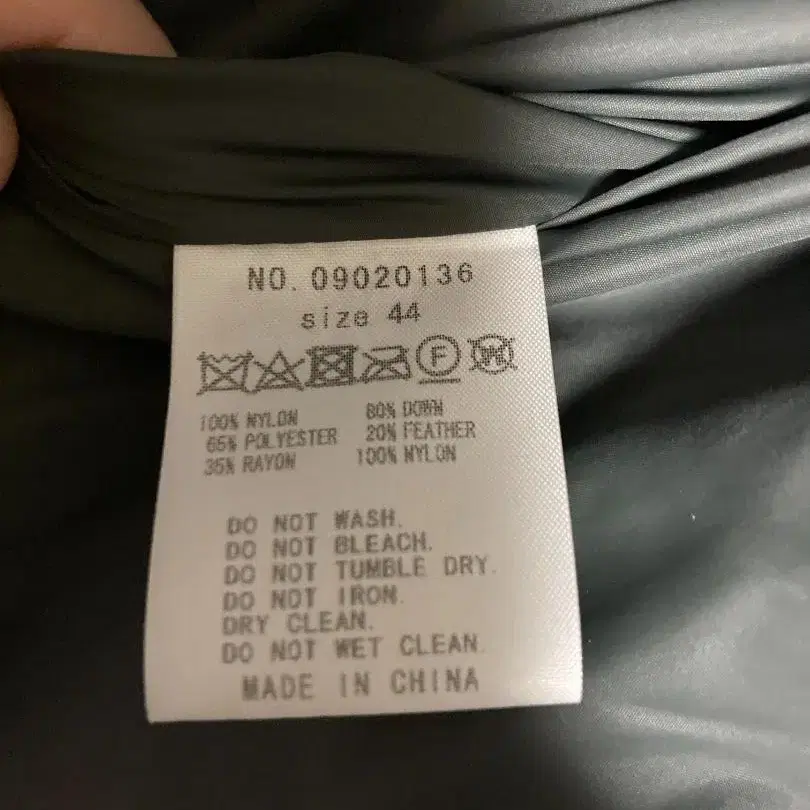 NO. 09020136
size 44
F W
100% NYLON 80% DOWN
65% POLYESTER 20% FEATHER
35% RAYON 100% NYLON
DO NOT WASH.
DO NOT BLEACH.
DO NOT TUMBLE DRY.
DO NOT IRON.
DRY CLEAN.
DO NOT WET CLEAN.
MADE IN CHINA